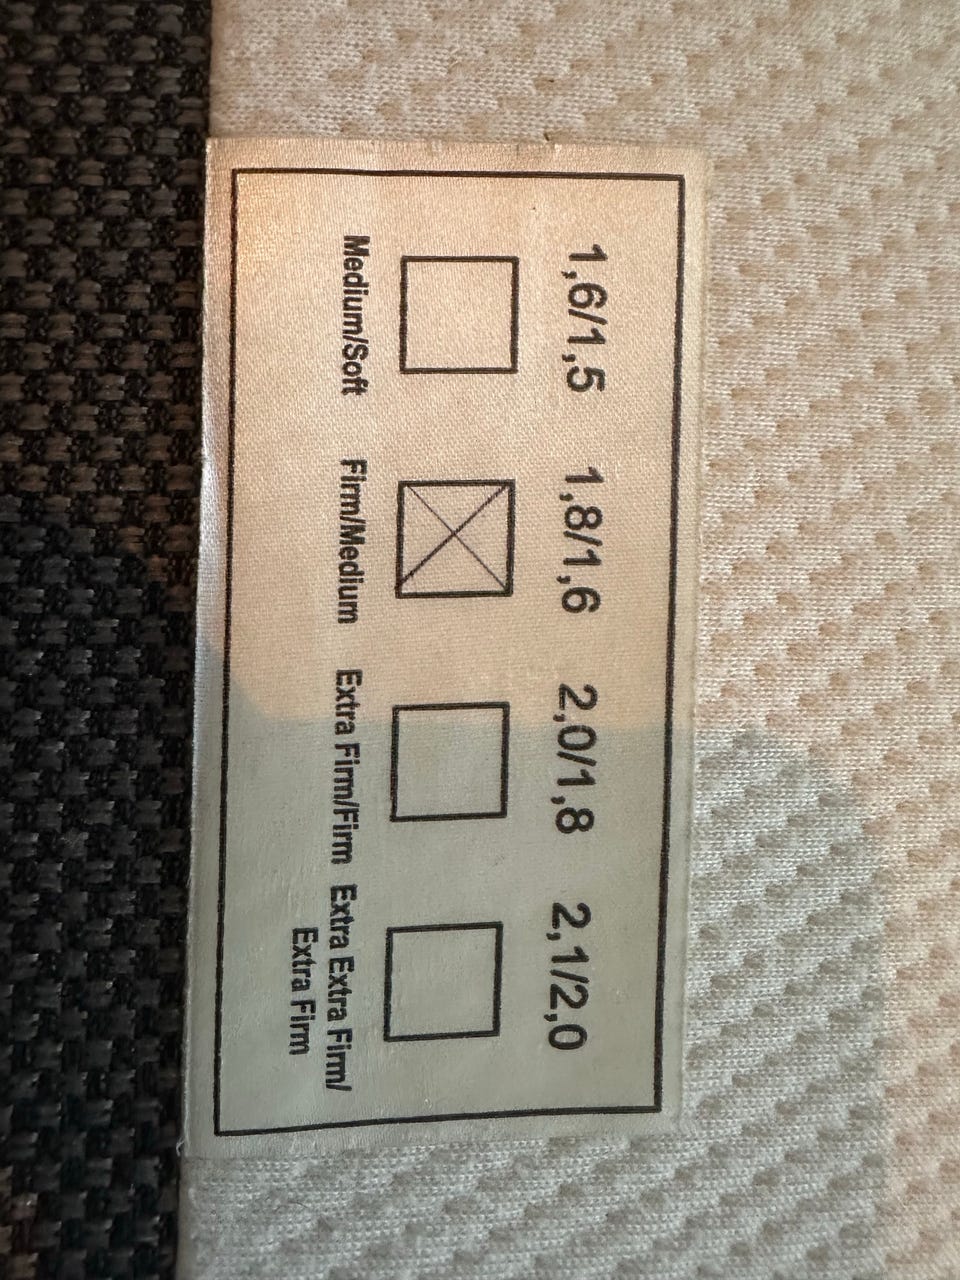 1,6/1,5 1,8/1,6 2,0/1,8 2,1/2,0
Medium/Soft Firm/Medium Extra Firm/Firm Extra Extra Firm/
Extra Firm